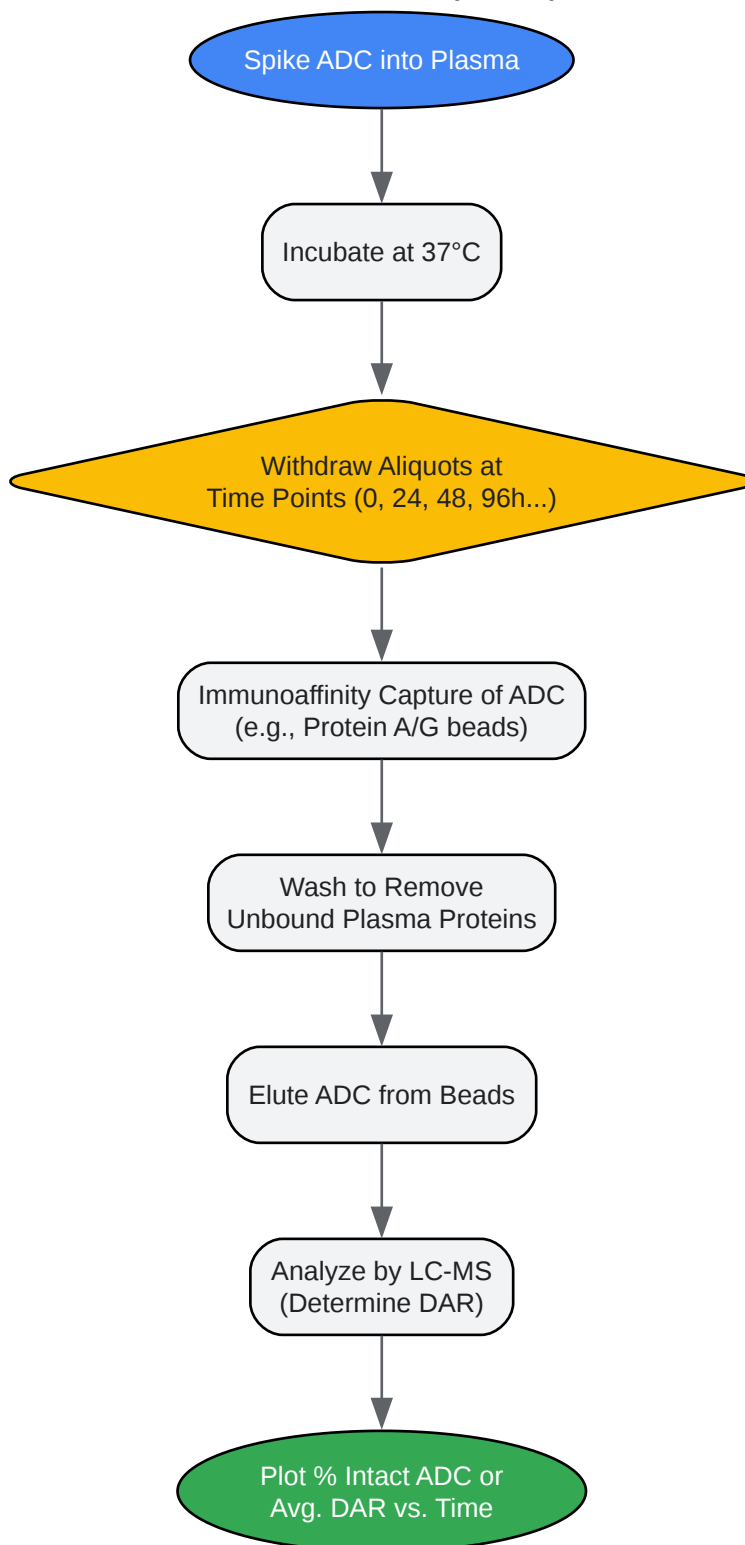 Spike ADC into Plasma
Incubate at 37°C
Withdraw Aliquots at
Time Points (0, 24, 48, 96h...)
Immunoaffinity Capture of ADC
(e.g., Protein A/G beads)
Wash to Remove
Unbound Plasma Proteins
Elute ADC from Beads
Analyze by LC-MS
(Determine DAR)
Plot % Intact ADC or
Avg. DAR vs. Time